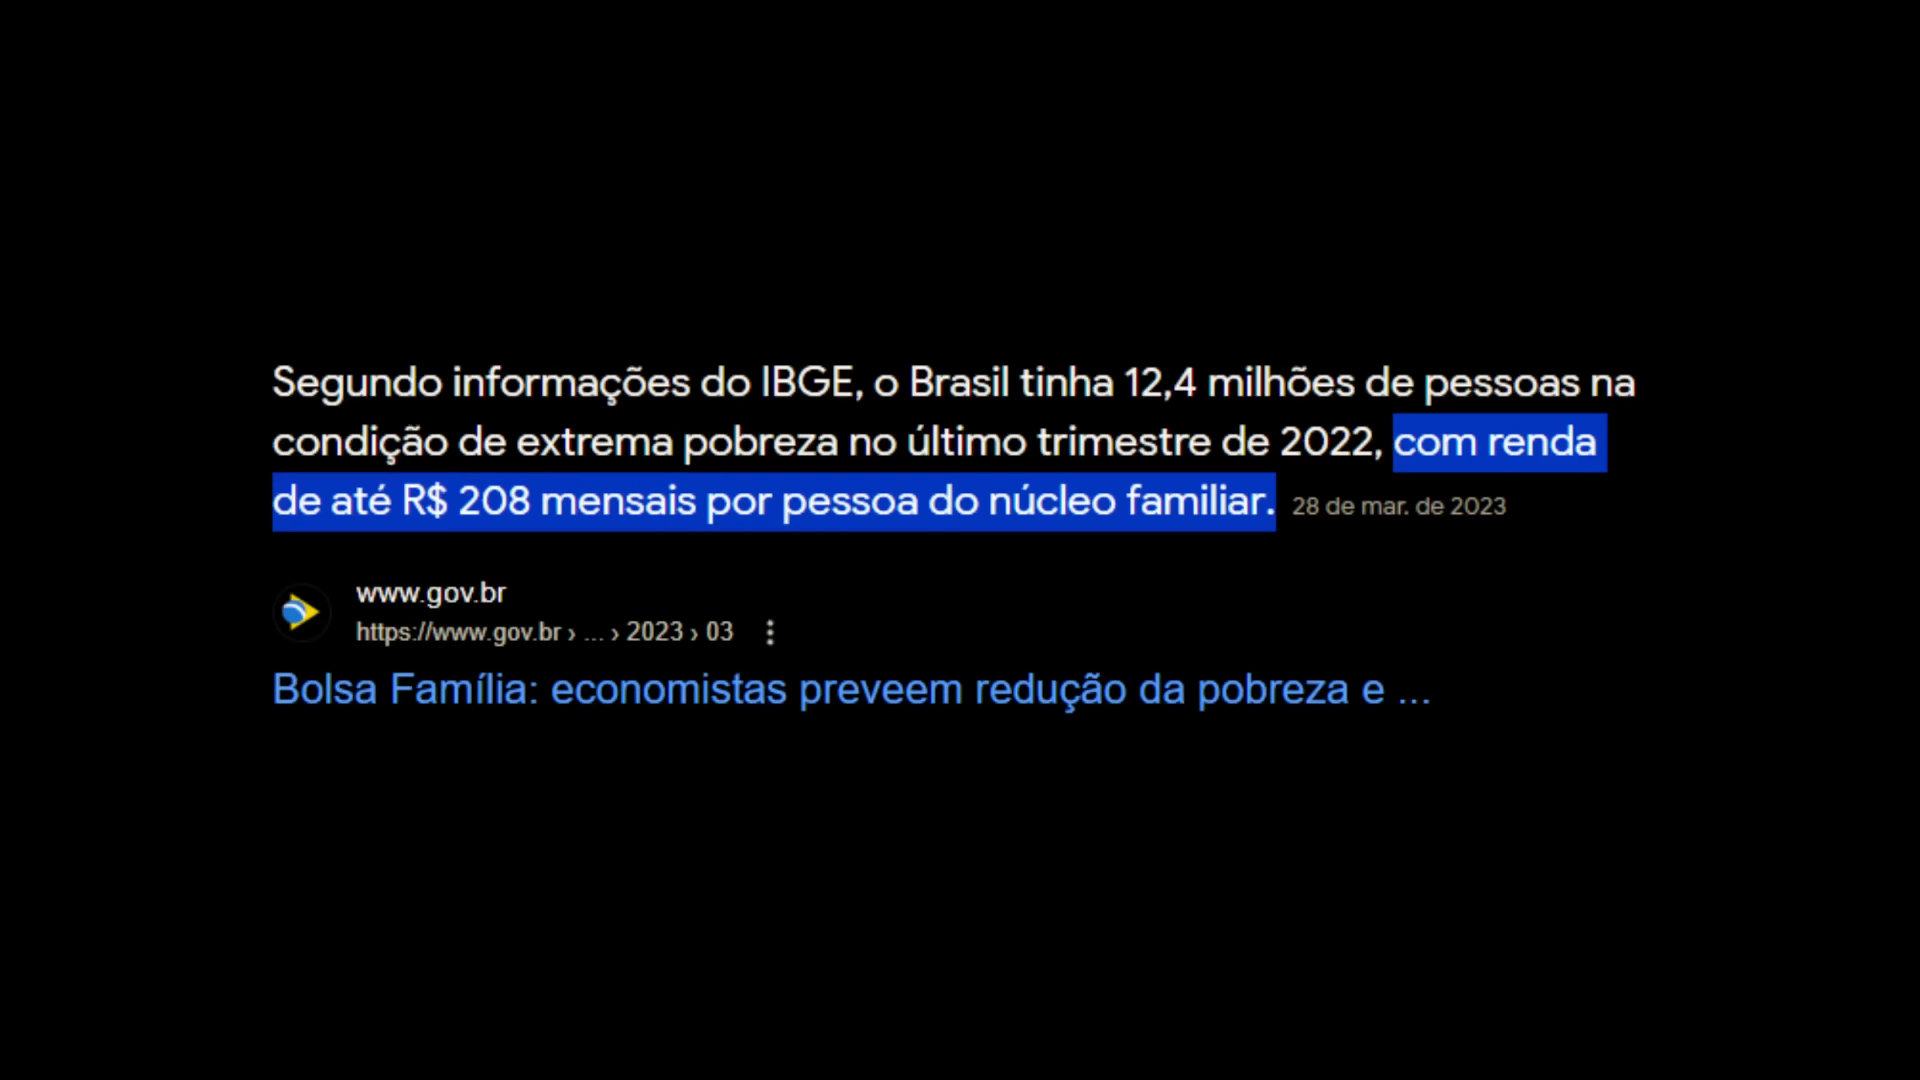 Segundo informações do IBGE, o Brasil tinha 12,4 milhões de pessoas na
condição de extrema pobreza no último trimestre de 2022, com renda
de até R$ 208 mensais por pessoa do núcleo familiar. 28 de mar. de 2023
www.gov.br
https://www.gov.br › ... › 2023 › 03
Bolsa Família: economistas preveem redução da pobreza e ...